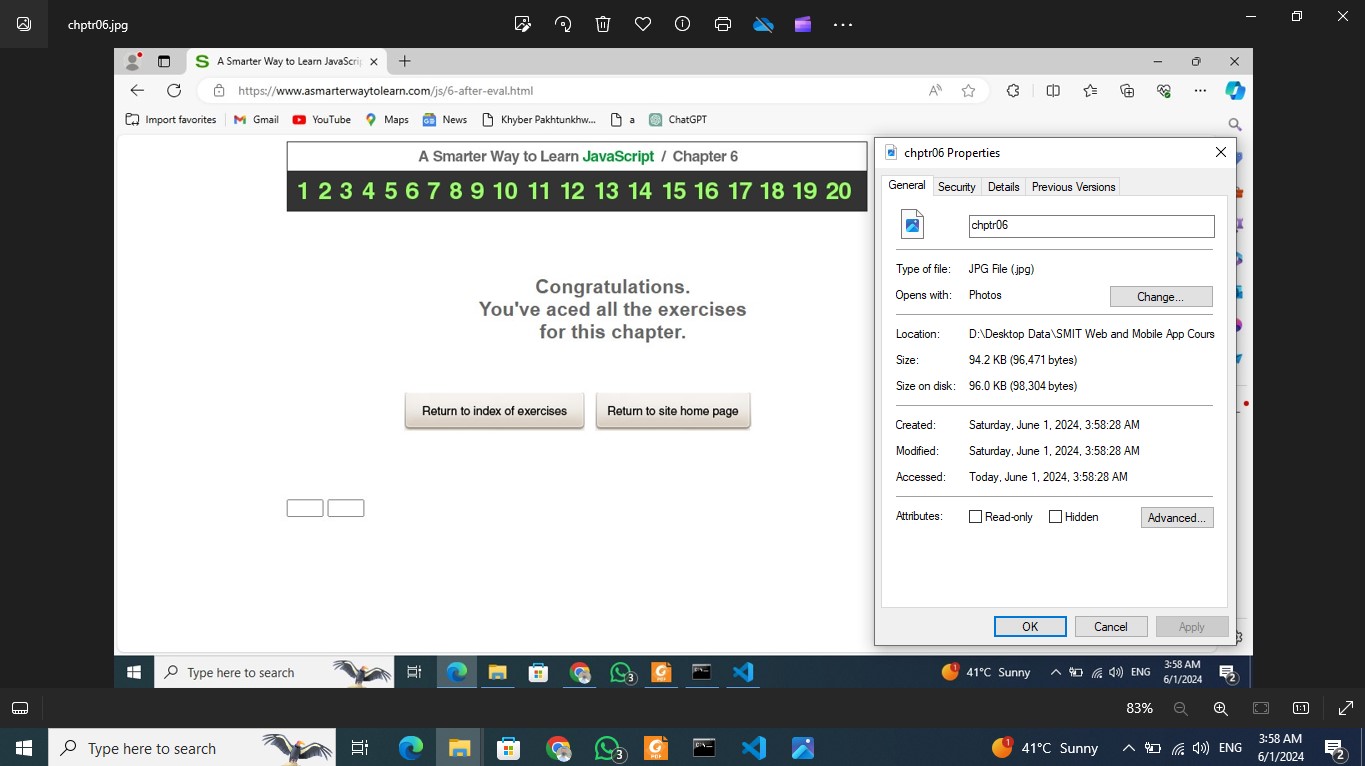 chptr06.jpg
A Smarter Way to Learn JavaScri
https://www.asmarterwaytolearn.com/js/6-after-eval.html
Import favorites Gmail YouTube Maps News Khyber Pakhtunkhw... a ChatGPT
A Smarter Way to Learn JavaScript / Chapter 6
1 2 3 4 5 6 7 8 9 10 11 12 13 14 15 16 17 18 19 20
Congratulations.
You've aced all the exercises
for this chapter.
Return to index of exercises Return to site home page
chptr06 Properties
General Security Details Previous Versions
chptr06
Type of file: JPG File (.jpg)
Opens with: Photos Change...
Location: D:\Desktop Data\SMIT Web and Mobile App Cours
Size: 94.2 KB (96,471 bytes)
Size on disk: 96.0 KB (98,304 bytes)
Created: Saturday, June 1, 2024, 3:58:28 AM
Modified: Saturday, June 1, 2024, 3:58:28 AM
Accessed: Today, June 1, 2024, 3:58:28 AM
Attributes: Read-only Hidden Advanced...
OK Cancel Apply
Type here to search 3 41°C Sunny ENG 3:58 AM
6/1/2024 2
83% 1:1
Type here to search 3 41°C Sunny ENG 3:58 AM
6/1/2024 2